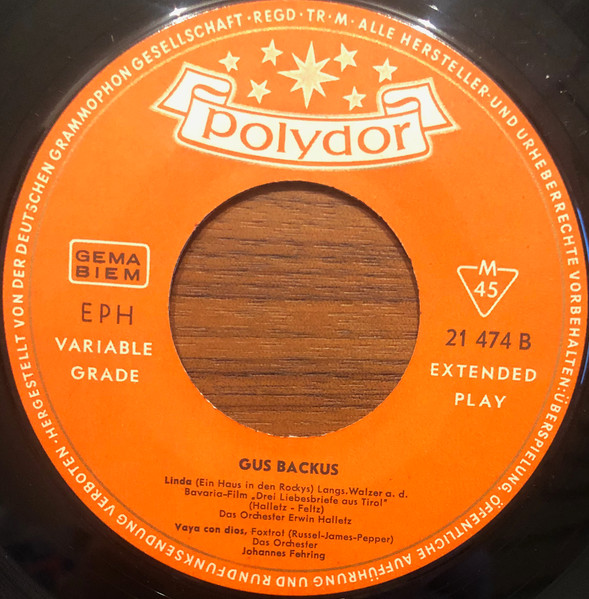 HERGESTELLT VON DER DEUTSCHEN GRAMMOPHON GESELLSCHAFT · REGD · TR · M · ALLE HERSTELLER- UND URHEBERRECHTE VORBEHALTEN: ÜBERSPIELUNG, ÖFFENTLICHE AUFFÜHRUNG UND RUNDFUNKSENDUNG VERBOTEN ·
Polydor
GEMA
BIEM
EPH
VARIABLE
GRADE
M
45
21 474 B
EXTENDED
PLAY
GUS BACKUS
Linda (Ein Haus in den Rockys) Langs. Walzer a. d.
Bavaria-Film „Drei Liebesbriefe aus Tirol"
(Halletz - Feltz)
Das Orchester Erwin Halletz
Vaya con dios, Foxtrot (Russel-James-Pepper)
Das Orchester
Johannes Fehring